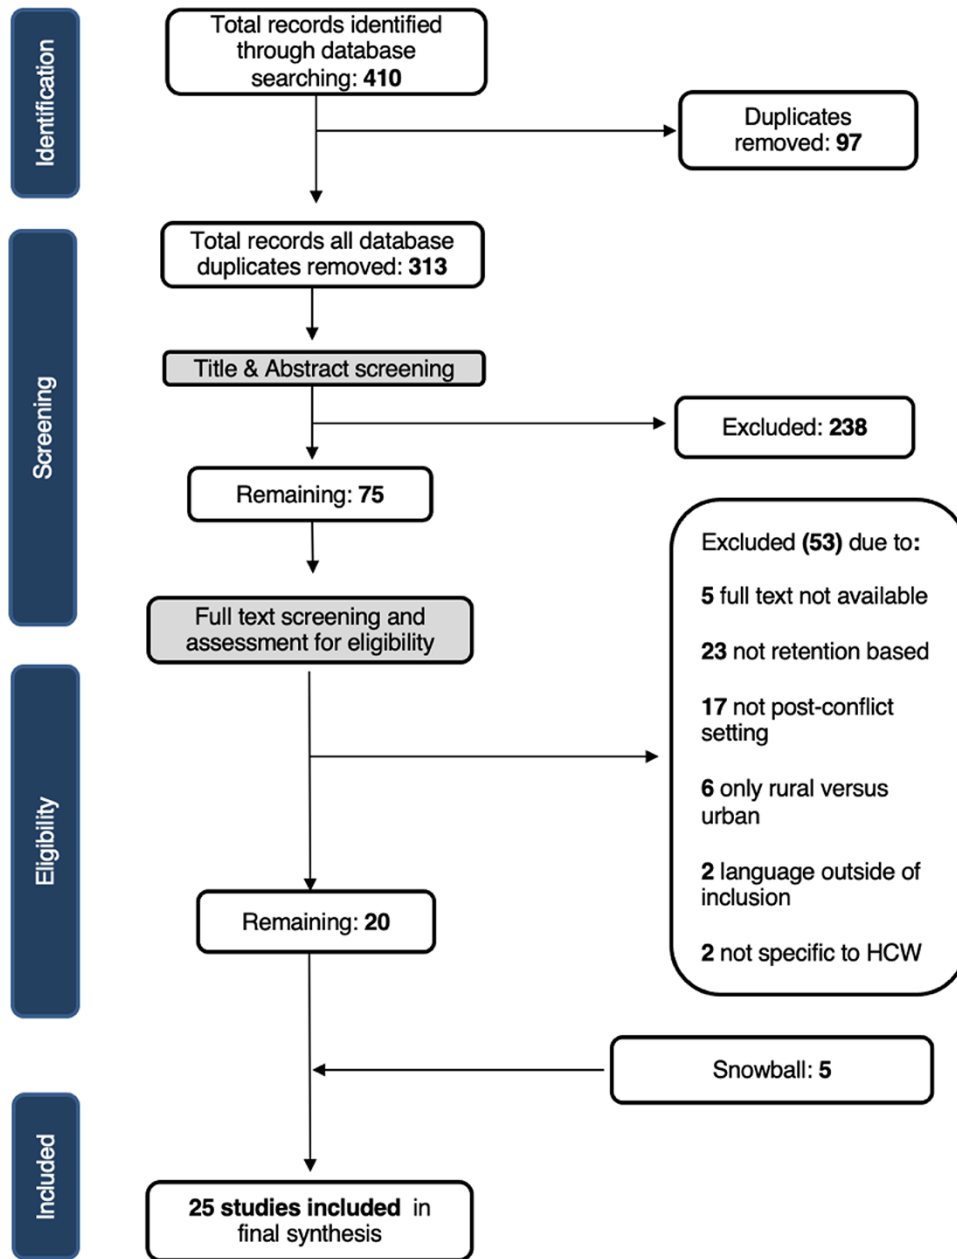 Identification
Total records identified
through database
searching: 410
Duplicates
removed: 97
Screening
Total records all database
duplicates removed: 313
Title & Abstract screening
Excluded: 238
Remaining: 75
Full text screening and
assessment for eligibility
Excluded (53) due to:
5 full text not available
23 not retention based
17 not post-conflict
setting
6 only rural versus
urban
2 language outside of
inclusion
2 not specific to HCW
Eligibility
Remaining: 20
Snowball: 5
Included
25 studies included in
final synthesis